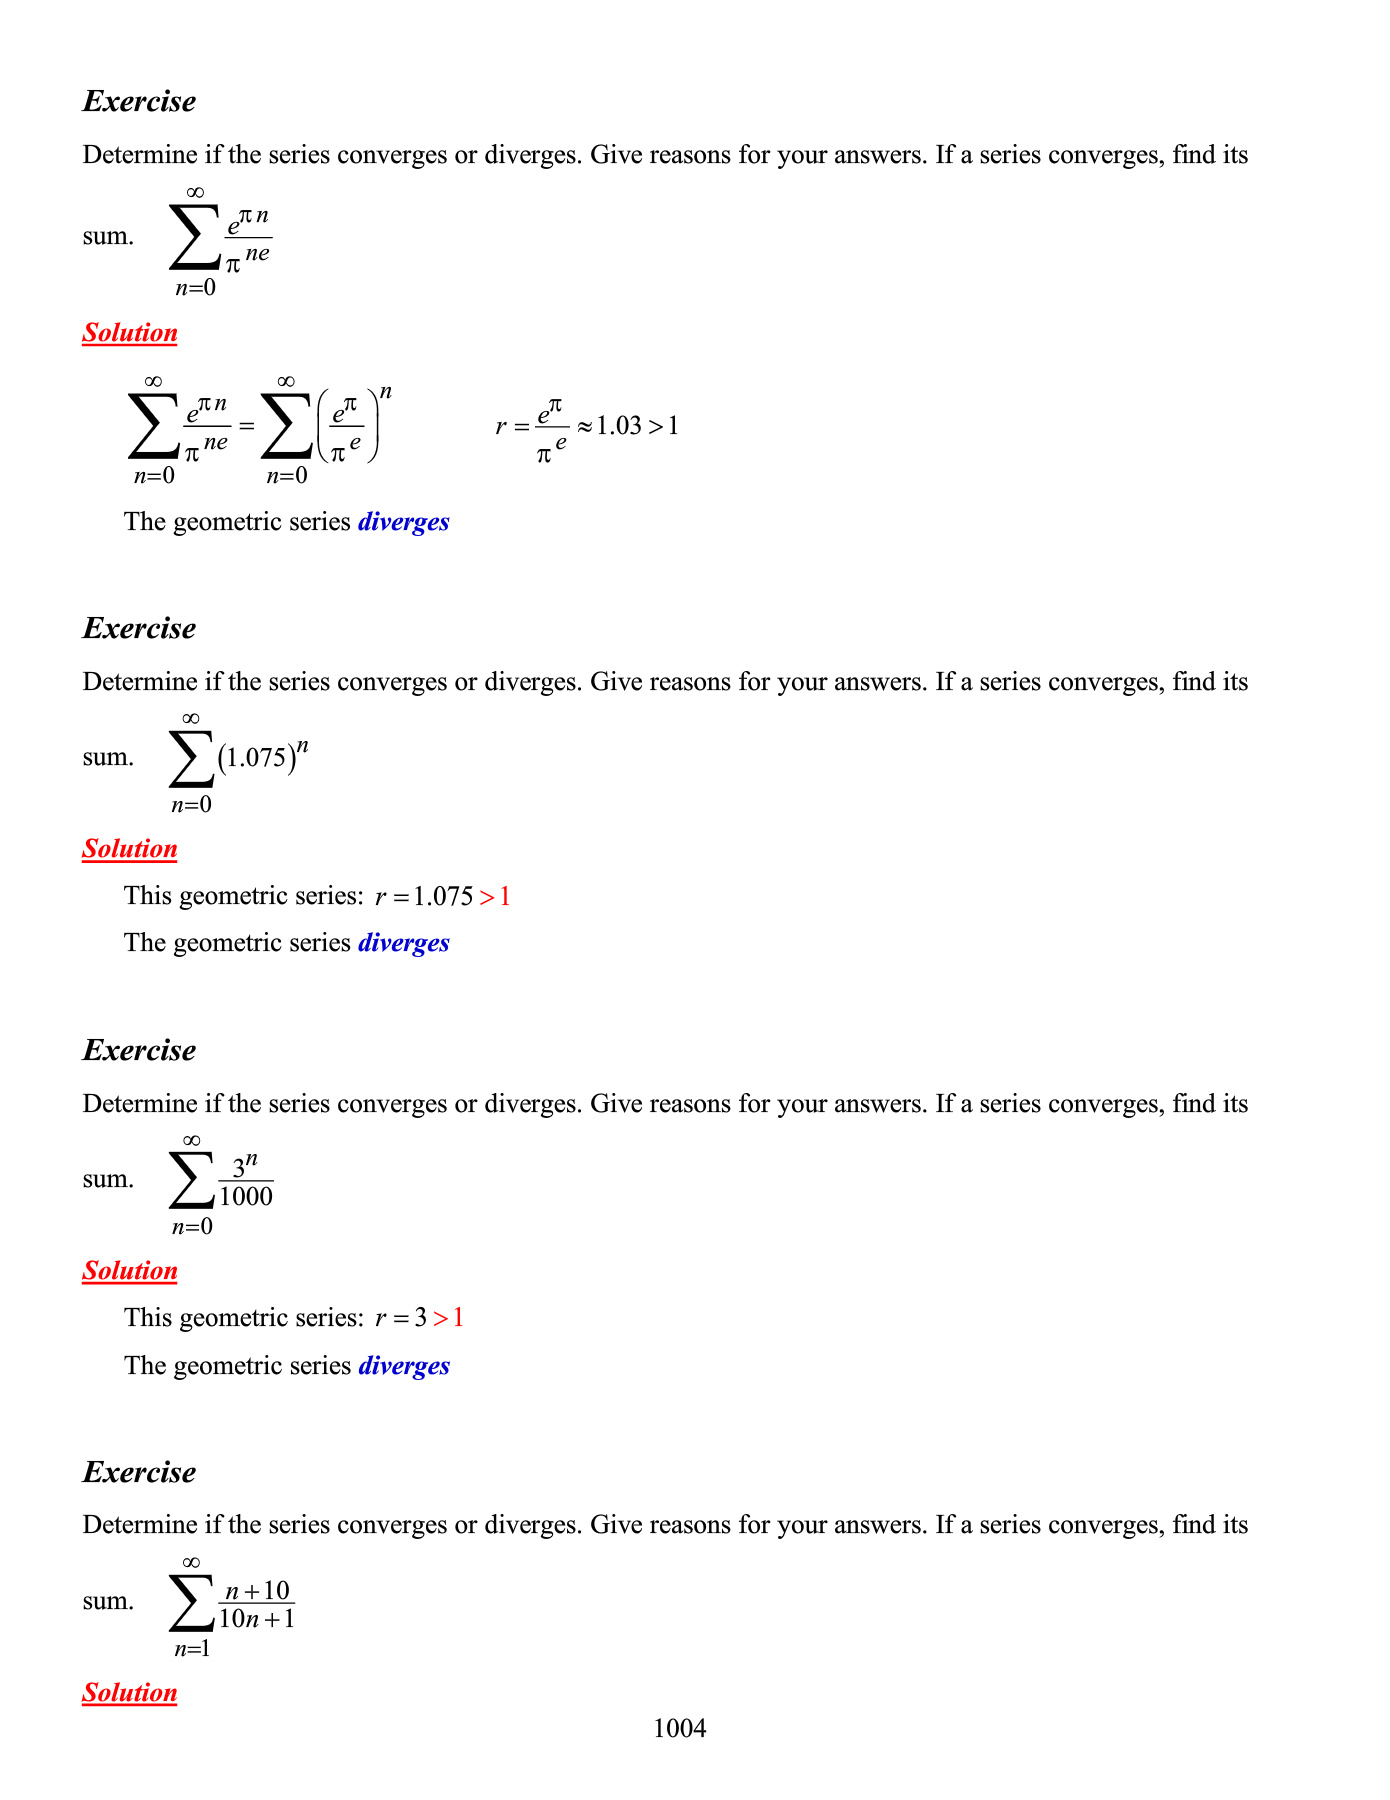 Exercise
Determine if the series converges or diverges. Give reasons for your answers. If a series converges, find its
sum. $\sum_{n=0}^{\infty} \frac{e^{\pi n}}{\pi^{ne}}$
Solution
$\sum_{n=0}^{\infty} \frac{e^{\pi n}}{\pi^{ne}} = \sum_{n=0}^{\infty} \left( \frac{e^{\pi}}{\pi^{e}} \right)^n \quad r = \frac{e^{\pi}}{\pi^{e}} \approx 1.03 > 1$
The geometric series diverges
Exercise
Determine if the series converges or diverges. Give reasons for your answers. If a series converges, find its
sum. $\sum_{n=0}^{\infty} (1.075)^n$
Solution
This geometric series: $r = 1.075 > 1$
The geometric series diverges
Exercise
Determine if the series converges or diverges. Give reasons for your answers. If a series converges, find its
sum. $\sum_{n=0}^{\infty} \frac{3^n}{1000}$
Solution
This geometric series: $r = 3 > 1$
The geometric series diverges
Exercise
Determine if the series converges or diverges. Give reasons for your answers. If a series converges, find its
sum. $\sum_{n=1}^{\infty} \frac{n+10}{10n+1}$
Solution
1004